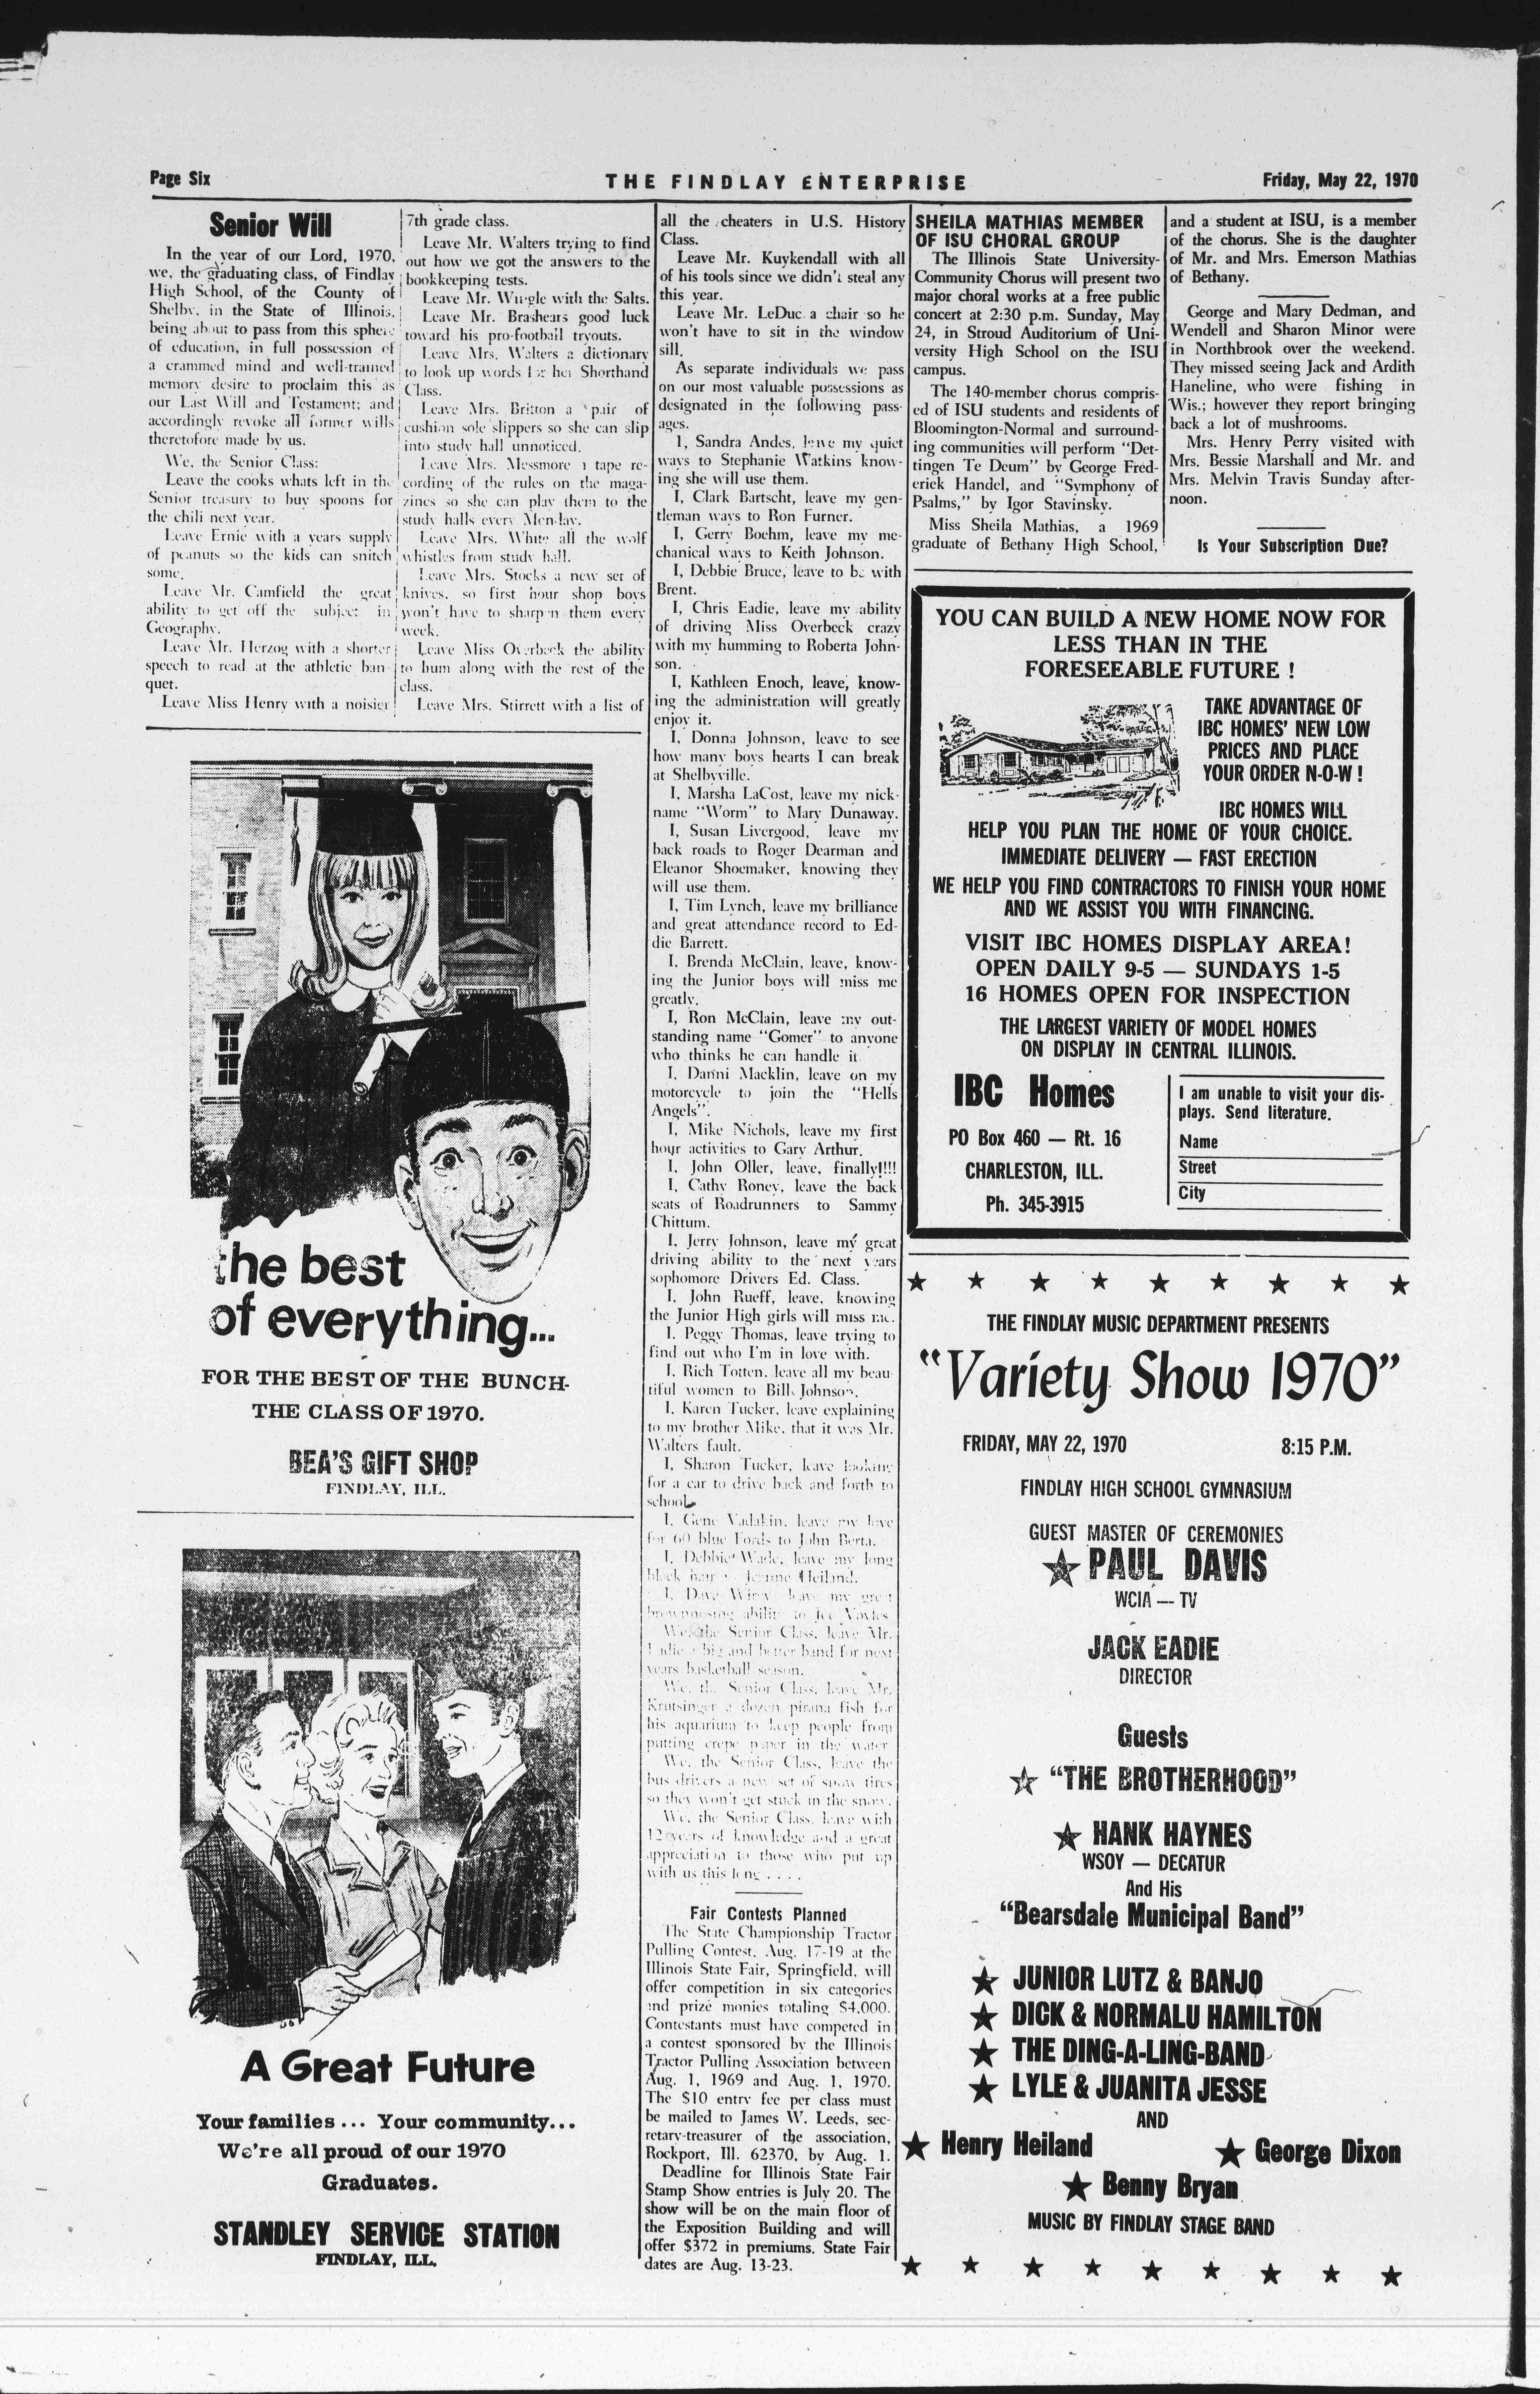 Page Six
THE FINDLAY ENTERPRISE
Friday, May 22, 1970
Senior Will
In the year of our Lord, 1970,
we, the graduating class, of Findlay
High School, of the County of
Shelby, in the State of Illinois,
being about to pass from this sphere
of education, in full possession of
a crammed mind and well-trained
memory desire to proclaim this as
our Last Will and Testament; and
accordingly revoke all former wills
theretofore made by us.
We, the Senior Class:
Leave the cooks whats left in the
Senior treasury to buy spoons for
the chili next year.
Leave Ernie with a years supply
of peanuts so the kids can snitch
some.
Leave Mr. Camfield the great
ability to get off the subject in
Geography.
Leave Mr. Herzog with a shorter
speech to read at the athletic ban-
quet.
Leave Miss Henry with a noisier
7th grade class.
Leave Mr. Walters trying to find
out how we got the answers to the
bookkeeping tests.
Leave Mr. Wirgle with the Salts.
Leave Mr. Brashears good luck
toward his pro-football tryouts.
Leave Mrs. Walters a dictionary
to look up words for her Shorthand
Class.
Leave Mrs. Britton a pair of
cushion sole slippers so she can slip
into study hall unnoticed.
Leave Mrs. Messmore a tape re-
cording of the rules on the maga-
zines so she can play them to the
study halls every Monday.
Leave Mrs. White all the wolf
whistles from study hall.
Leave Mrs. Stocks a new set of
knives, so first hour shop boys
won't have to sharpen them every
week.
Leave Miss Overbeck the ability
to hum along with the rest of the
class.
Leave Mrs. Stirrett with a list of
all the cheaters in U.S. History
Class.
Leave Mr. Kuykendall with all
of his tools since we didn't steal any
this year.
Leave Mr. LeDuc a chair so he
won't have to sit in the window
sill.
As separate individuals we pass
on our most valuable possessions as
designated in the following pass-
ages.
I, Sandra Andes, leave my quiet
ways to Stephanie Watkins know-
ing she will use them.
I, Clark Bartscht, leave my gen-
tleman ways to Ron Furner.
I, Gerry Boehm, leave my me-
chanical ways to Keith Johnson.
I, Debbie Bruce, leave to be with
Brent.
I, Chris Eadie, leave my ability
of driving Miss Overbeck crazy
with my humming to Roberta John-
son.
I, Kathleen Enoch, leave, know-
ing the administration will greatly
enjoy it.
I, Donna Johnson, leave to see
how many boys hearts I can break
at Shelbyville.
I, Marsha LaCost, leave my nick-
name "Worm" to Mary Dunaway.
I, Susan Livergood, leave my
back roads to Roger Dearman and
Eleanor Shoemaker, knowing they
will use them.
I, Tim Lynch, leave my brilliance
and great attendance record to Ed-
die Barrett.
I, Brenda McClain, leave, know-
ing the Junior boys will miss me
greatly.
I, Ron McClain, leave my out-
standing name "Gomer" to anyone
who thinks he can handle it.
I, Danni Macklin, leave on my
motorcycle to join the "Hells
Angels".
I, Mike Nichols, leave my first
hour activities to Gary Arthur.
I, John Oller, leave, finally!!!!
I, Cathy Roney, leave the back
seats of Roadrunners to Sammy
Chittum.
I, Jerry Johnson, leave my great
driving ability to the next years
sophomore Drivers Ed. Class.
I, John Rueff, leave, knowing
the Junior High girls will miss me.
I, Peggy Thomas, leave trying to
find out who I'm in love with.
I, Rich Totten, leave all my beau-
tiful women to Bill Johnson.
I, Karen Tucker, leave explaining
to my brother Mike, that it was Mr.
Walters fault.
I, Sharon Tucker, leave looking
for a car to drive back and forth to
school.
I, Gene Vadakin, leave my love
for 60 blue Fords to John Berta.
I, Debbie Wade, leave my long
black hair Jeanne Heiland.
I, Dave Wirey leave my great
ability to Joe Voyles.
We, the Senior Class, leave Mr.
Eadie a big and better band for next
years basketball season.
We, the Senior Class, leave Mr.
Krutsinger a dozen pirana fish for
his aquarium to keep people from
putting crepe paper in the water.
We, the Senior Class, leave the
bus drivers a new set of snow tires
so they won't get stuck in the snow.
We, the Senior Class, leave with
12 years of knowledge and a great
appreciation to those who put up
with us this long . . . .
Fair Contests Planned
The State Championship Tractor
Pulling Contest, Aug. 17-19 at the
Illinois State Fair, Springfield, will
offer competition in six categories
and prize monies totaling $4,000.
Contestants must have competed in
a contest sponsored by the Illinois
Tractor Pulling Association between
Aug. 1, 1969 and Aug. 1, 1970.
The $10 entry fee per class must
be mailed to James W. Leeds, sec-
retary-treasurer of the association,
Rockport, Ill. 62370, by Aug. 1.
Deadline for Illinois State Fair
Stamp Show entries is July 20. The
show will be on the main floor of
the Exposition Building and will
offer $372 in premiums. State Fair
dates are Aug. 13-23.
SHEILA MATHIAS MEMBER
OF ISU CHORAL GROUP
The Illinois State University-
Community Chorus will present two
major choral works at a free public
concert at 2:30 p.m. Sunday, May
24, in Stroud Auditorium of Uni-
versity High School on the ISU
campus.
The 140-member chorus compris-
ed of ISU students and residents of
Bloomington-Normal and surround-
ing communities will perform "Det-
tingen Te Deum" by George Fred-
erick Handel, and "Symphony of
Psalms," by Igor Stavinsky.
Miss Sheila Mathias, a 1969
graduate of Bethany High School,
and a student at ISU, is a member
of the chorus. She is the daughter
of Mr. and Mrs. Emerson Mathias
of Bethany.
George and Mary Dedman, and
Wendell and Sharon Minor were
in Northbrook over the weekend.
They missed seeing Jack and Ardith
Haneline, who were fishing in
Wis.; however they report bringing
back a lot of mushrooms.
Mrs. Henry Perry visited with
Mrs. Bessie Marshall and Mr. and
Mrs. Melvin Travis Sunday after-
noon.
Is Your Subscription Due?
the best
of everything...
FOR THE BEST OF THE BUNCH-
THE CLASS OF 1970.
BEA'S GIFT SHOP
FINDLAY, ILL.
A Great Future
Your families ... Your community...
We're all proud of our 1970
Graduates.
STANDLEY SERVICE STATION
FINDLAY, ILL.
YOU CAN BUILD A NEW HOME NOW FOR
LESS THAN IN THE
FORESEEABLE FUTURE !
TAKE ADVANTAGE OF
IBC HOMES' NEW LOW
PRICES AND PLACE
YOUR ORDER N-O-W !
IBC HOMES WILL
HELP YOU PLAN THE HOME OF YOUR CHOICE.
IMMEDIATE DELIVERY — FAST ERECTION
WE HELP YOU FIND CONTRACTORS TO FINISH YOUR HOME
AND WE ASSIST YOU WITH FINANCING.
VISIT IBC HOMES DISPLAY AREA!
OPEN DAILY 9-5 — SUNDAYS 1-5
16 HOMES OPEN FOR INSPECTION
THE LARGEST VARIETY OF MODEL HOMES
ON DISPLAY IN CENTRAL ILLINOIS.
IBC Homes
PO Box 460 — Rt. 16
CHARLESTON, ILL.
Ph. 345-3915
I am unable to visit your dis-
plays. Send literature.
Name
Street
City
THE FINDLAY MUSIC DEPARTMENT PRESENTS
"Variety Show 1970"
FRIDAY, MAY 22, 1970 8:15 P.M.
FINDLAY HIGH SCHOOL GYMNASIUM
GUEST MASTER OF CEREMONIES
★ PAUL DAVIS
WCIA — TV
JACK EADIE
DIRECTOR
Guests
★ "THE BROTHERHOOD"
★ HANK HAYNES
WSOY — DECATUR
And His
"Bearsdale Municipal Band"
★ JUNIOR LUTZ & BANJO
★ DICK & NORMALU HAMILTON
★ THE DING-A-LING-BAND
★ LYLE & JUANITA JESSE
AND
★ Henry Heiland ★ George Dixon
★ Benny Bryan
MUSIC BY FINDLAY STAGE BAND